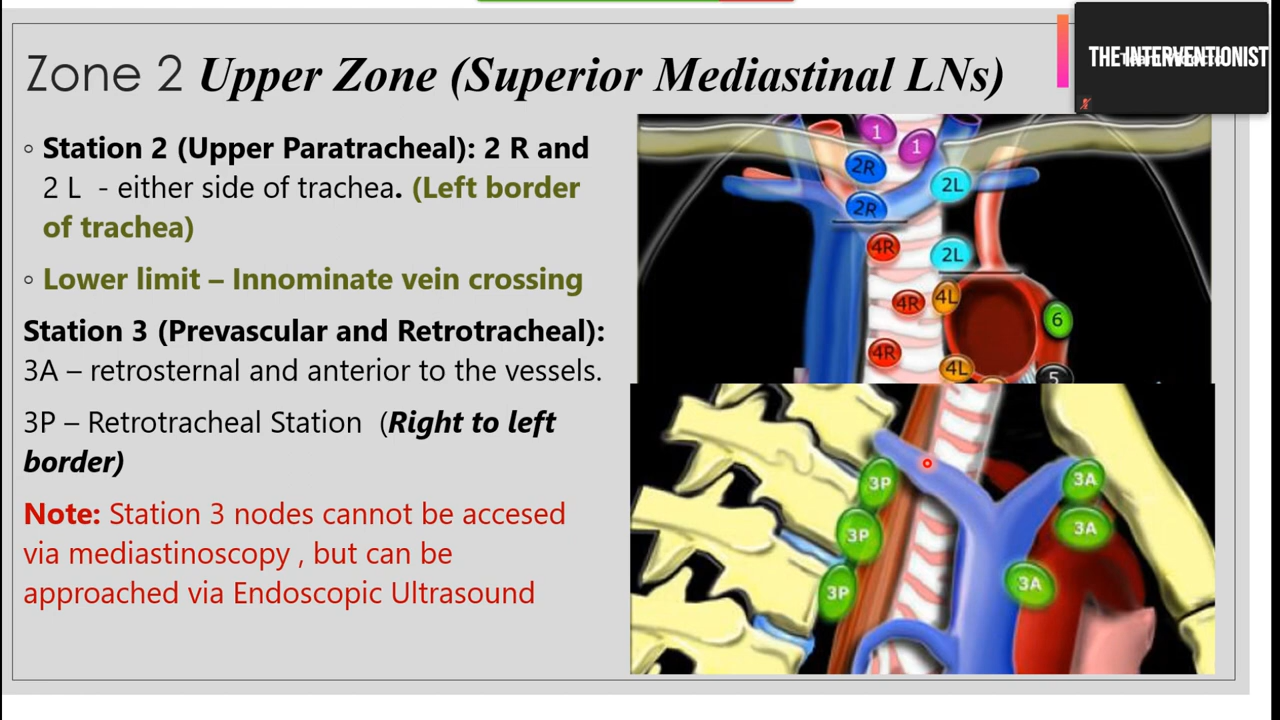 Zone 2 Upper Zone (Superior Mediastinal LNs)
THE INTERVENTIONIST
◦ Station 2 (Upper Paratracheal): 2 R and
2 L - either side of trachea. (Left border
of trachea)
◦ Lower limit – Innominate vein crossing
Station 3 (Prevascular and Retrotracheal):
3A – retrosternal and anterior to the vessels.
3P – Retrotracheal Station (Right to left
border)
Note: Station 3 nodes cannot be accesed
via mediastinoscopy , but can be
approached via Endoscopic Ultrasound
1
1
2R
2L
2R
4R
2L
4R
4L
6
4R
4L
5
3P
3A
3P
3A
3P
3A